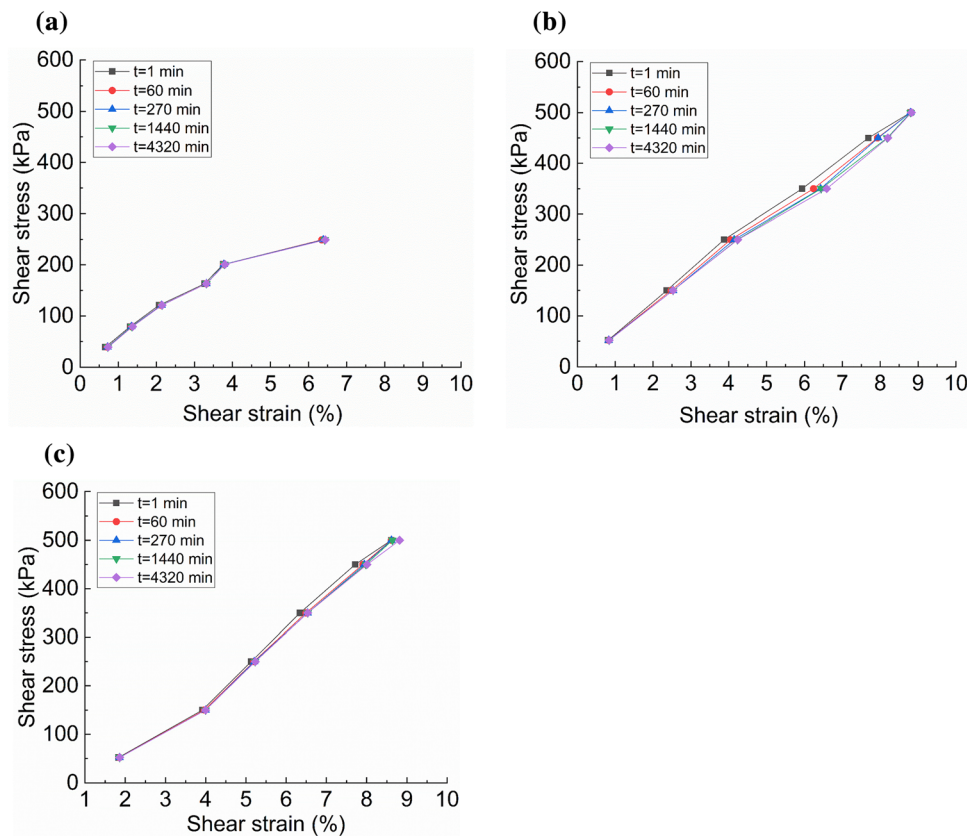 (a)
600
500
400
300
200
100
0
Shear stress (kPa)
t=1 min
t=60 min
t=270 min
t=1440 min
t=4320 min
0 1 2 3 4 5 6 7 8 9 10
Shear strain (%)
(b)
600
500
400
300
200
100
0
Shear stress (kPa)
t=1 min
t=60 min
t=270 min
t=1440 min
t=4320 min
0 1 2 3 4 5 6 7 8 9 10
Shear strain (%)
(c)
600
500
400
300
200
100
0
Shear stress (kPa)
t=1 min
t=60 min
t=270 min
t=1440 min
t=4320 min
1 2 3 4 5 6 7 8 9 10
Shear strain (%)